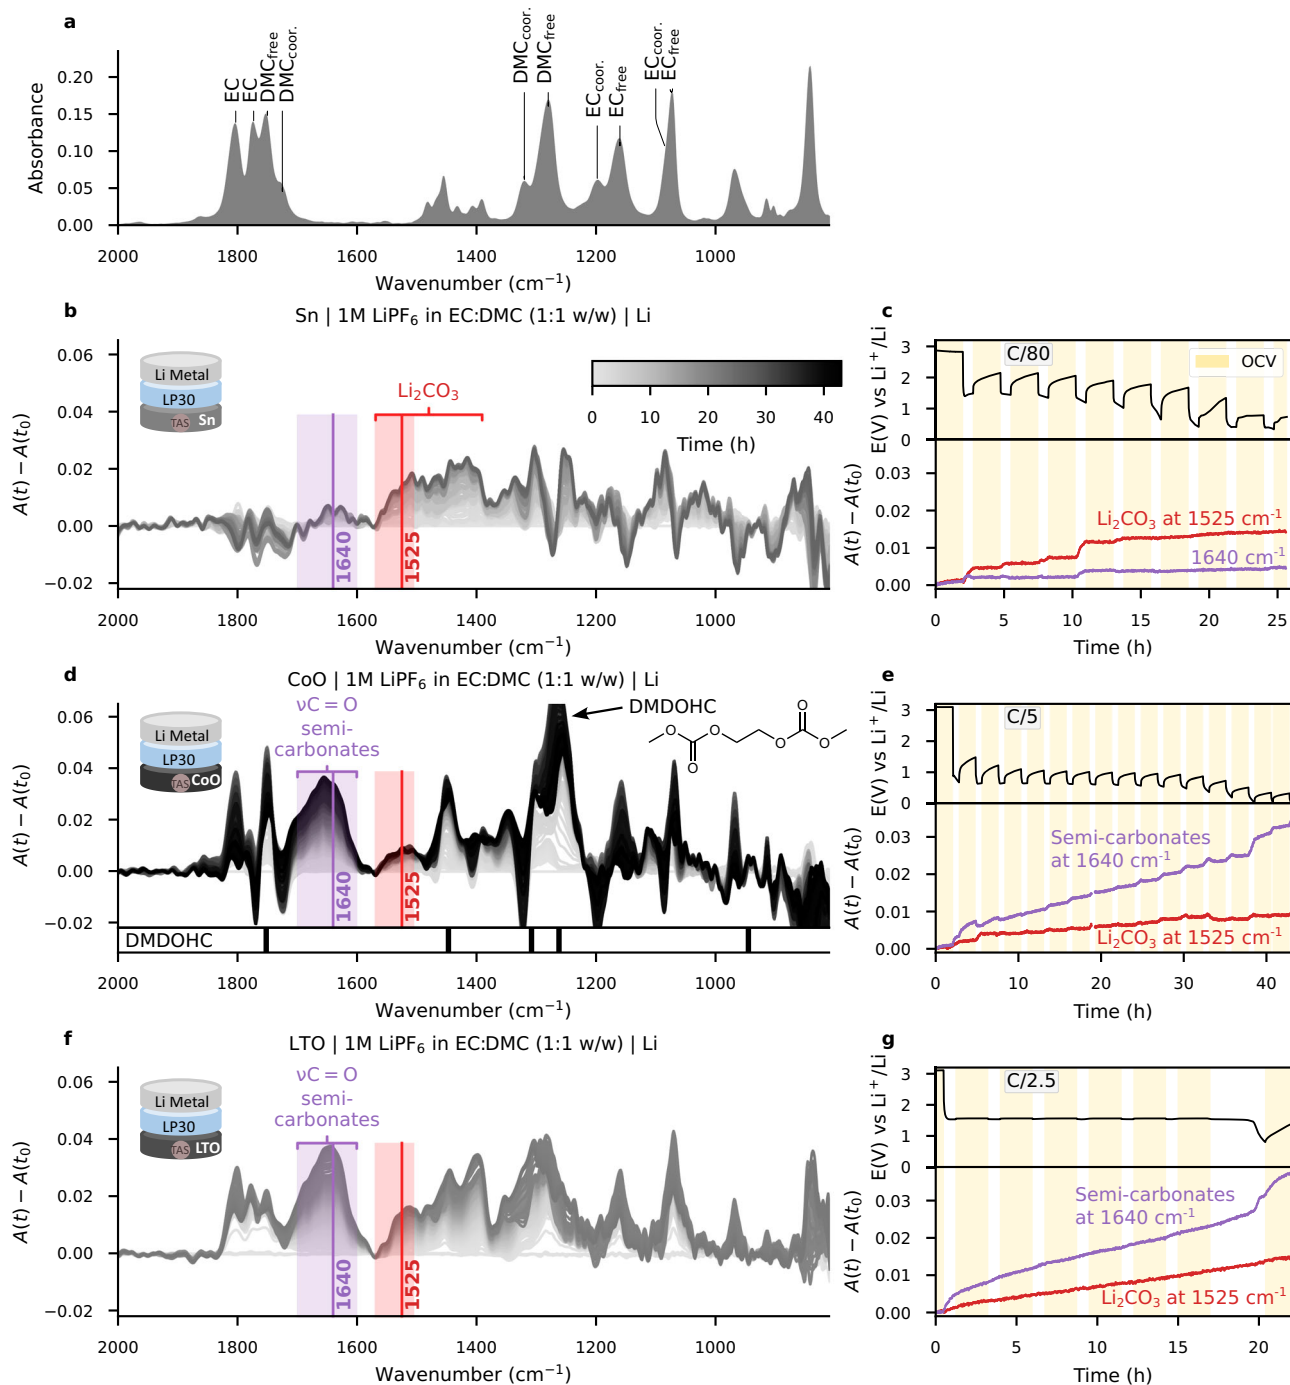 a
EC
EC
DMCfree
DMCcoor.
DMCcoor.
DMCfree
ECcoor.
ECfree
ECcoor.
ECfree
Absorbance
0.20
0.15
0.10
0.05
0.00
2000 1800 1600 1400 1200 1000
Wavenumber (cm⁻¹)
b
Sn | 1M LiPF₆ in EC:DMC (1:1 w/w) | Li
A(t) − A(t₀)
0.06
0.04
0.02
0.00
−0.02
Li Metal
LP30
TAS Sn
Li₂CO₃
0 10 20 30 40
Time (h)
1640
1525
2000 1800 1600 1400 1200 1000
Wavenumber (cm⁻¹)
c
C/80
OCV
E(V) vs Li⁺/Li
3
2
1
0
A(t) − A(t₀)
0.03
0.02
0.01
0.00
Li₂CO₃ at 1525 cm⁻¹
1640 cm⁻¹
0 5 10 15 20 25
Time (h)
d
CoO | 1M LiPF₆ in EC:DMC (1:1 w/w) | Li
A(t) − A(t₀)
0.06
0.04
0.02
0.00
−0.02
Li Metal
LP30
TAS CoO
νC = O
semi-
carbonates
DMDOHC
O
O
O
O
O
O
1640
1525
DMDOHC
2000 1800 1600 1400 1200 1000
Wavenumber (cm⁻¹)
e
C/5
E(V) vs Li⁺/Li
3
2
1
0
A(t) − A(t₀)
0.03
0.02
0.01
0.00
Semi-carbonates
at 1640 cm⁻¹
Li₂CO₃ at 1525 cm⁻¹
0 10 20 30 40
Time (h)
f
LTO | 1M LiPF₆ in EC:DMC (1:1 w/w) | Li
A(t) − A(t₀)
0.06
0.04
0.02
0.00
−0.02
Li Metal
LP30
TAS LTO
νC = O
semi-
carbonates
1640
1525
2000 1800 1600 1400 1200 1000
Wavenumber (cm⁻¹)
g
C/2.5
E(V) vs Li⁺/Li
3
2
1
0
A(t) − A(t₀)
0.03
0.02
0.01
0.00
Semi-carbonates
at 1640 cm⁻¹
Li₂CO₃ at 1525 cm⁻¹
0 5 10 15 20
Time (h)